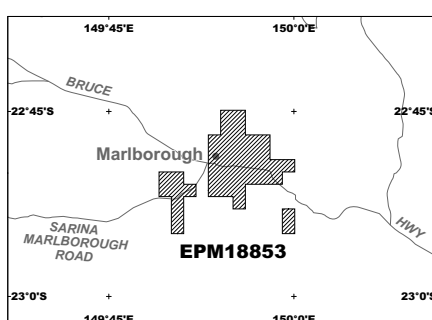 149°45'E
150°0'E
BRUCE
22°45'S
22°45'S
Marlborough
SARINA
MARLBOROUGH
ROAD
HWY
EPM18853
23°0'S
23°0'S
149°45'E
150°0'E